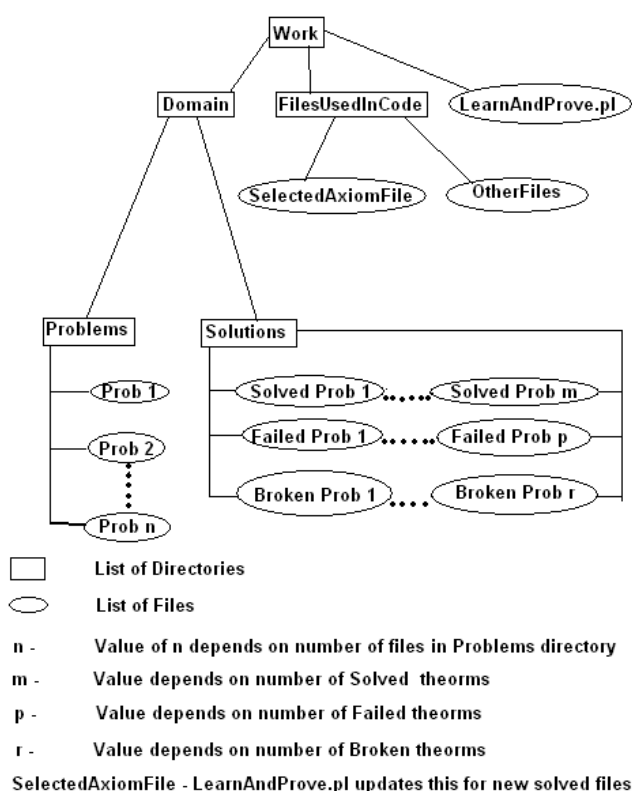 Work
Domain
FilesUsedInCode
LearnAndProve.pl
SelectedAxiomFile
OtherFiles
Problems
Solutions
Prob 1
Solved Prob 1
Solved Prob m
Prob 2
Failed Prob 1
Failed Prob p
Broken Prob 1
Broken Prob r
Prob n
List of Directories
List of Files
n - Value of n depends on number of files in Problems directory
m - Value depends on number of Solved theorms
p - Value depends on number of Failed theorms
r - Value depends on number of Broken theorms
SelectedAxiomFile - LearnAndProve.pl updates this for new solved files